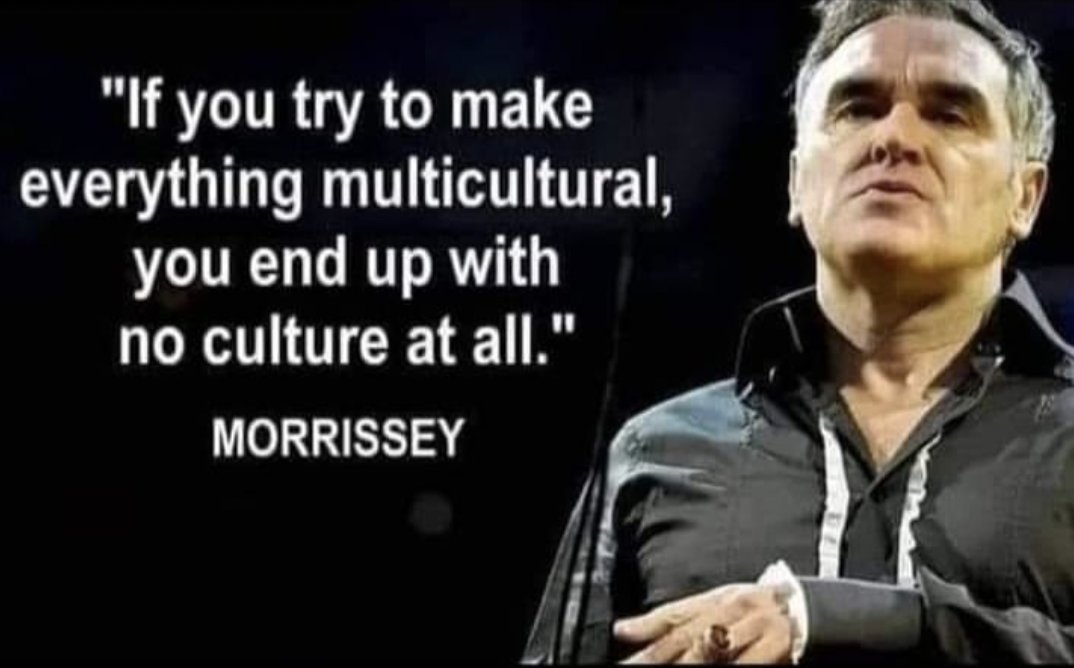 "If you try to make
everything multicultural,
you end up with
no culture at all."
MORRISSEY